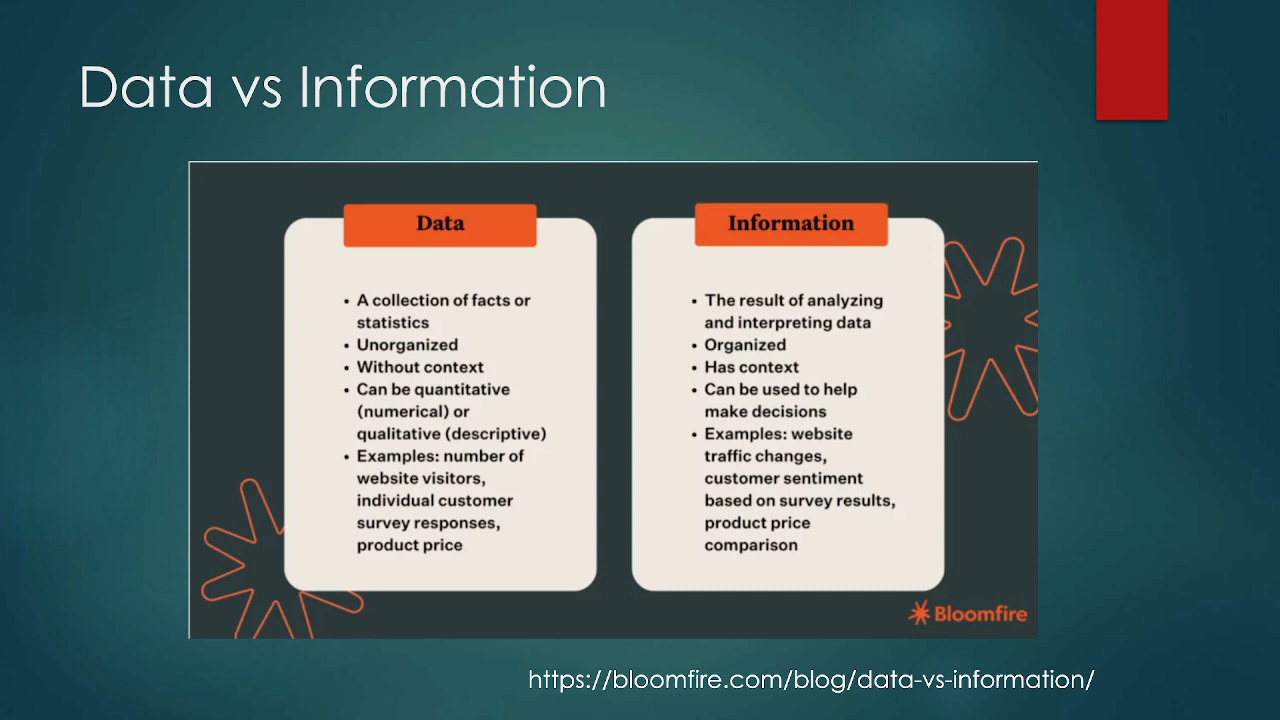 Data vs Information
Data
• A collection of facts or
statistics
• Unorganized
• Without context
• Can be quantitative
(numerical) or
qualitative (descriptive)
• Examples: number of
website visitors,
individual customer
survey responses,
product price
Information
• The result of analyzing
and interpreting data
• Organized
• Has context
• Can be used to help
make decisions
• Examples: website
traffic changes,
customer sentiment
based on survey results,
product price
comparison
Bloomfire
https://bloomfire.com/blog/data-vs-information/